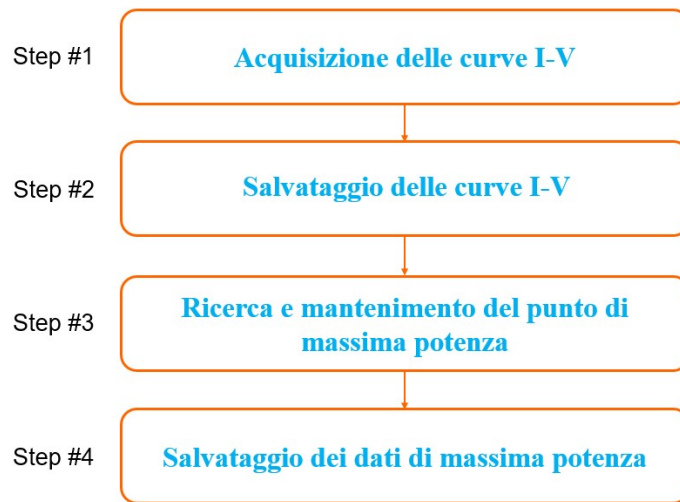 Step #1
Acquisizione delle curve I-V
Step #2
Salvataggio delle curve I-V
Step #3
Ricerca e mantenimento del punto di
massima potenza
Step #4
Salvataggio dei dati di massima potenza